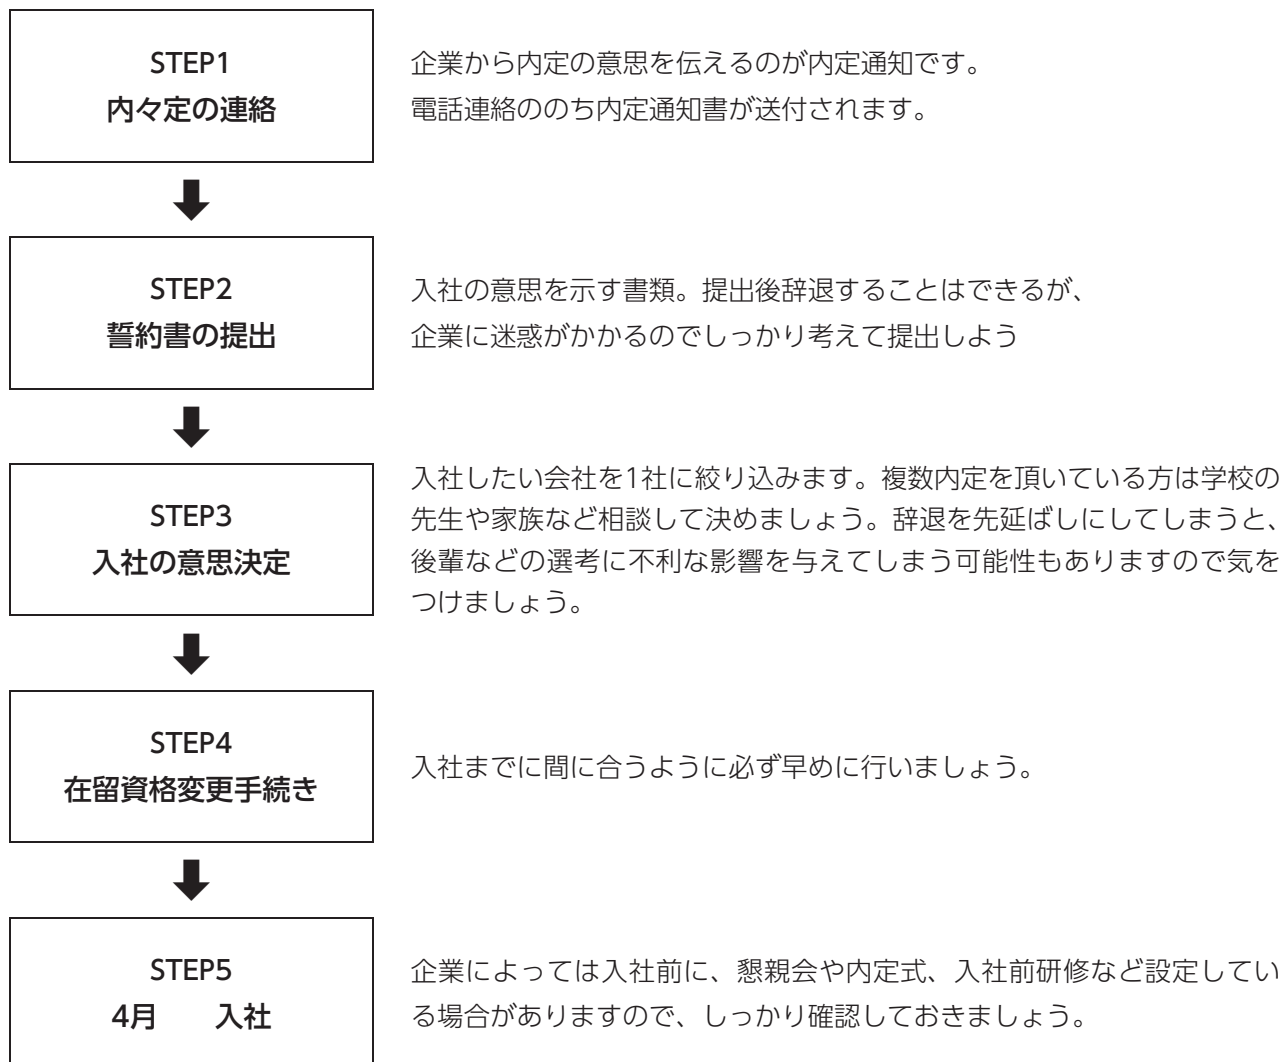 STEP1
内々定の連絡
企業から内定の意思を伝えるのが内定通知です。
電話連絡ののち内定通知書が送付されます。
STEP2
誓約書の提出
入社の意思を示す書類。提出後辞退することはできるが、
企業に迷惑がかかるのでしっかり考えて提出しよう
STEP3
入社の意思決定
入社したい会社を1社に絞り込みます。複数内定を頂いている方は学校の
先生や家族など相談して決めましょう。辞退を先延ばしにしてしまうと、
後輩などの選考に不利な影響を与えてしまう可能性もありますので気を
つけましょう。
STEP4
在留資格変更手続き
入社までに間に合うように必ず早めに行いましょう。
STEP5
4月　　入社
企業によっては入社前に、懇親会や内定式、入社前研修など設定してい
る場合がありますので、しっかり確認しておきましょう。